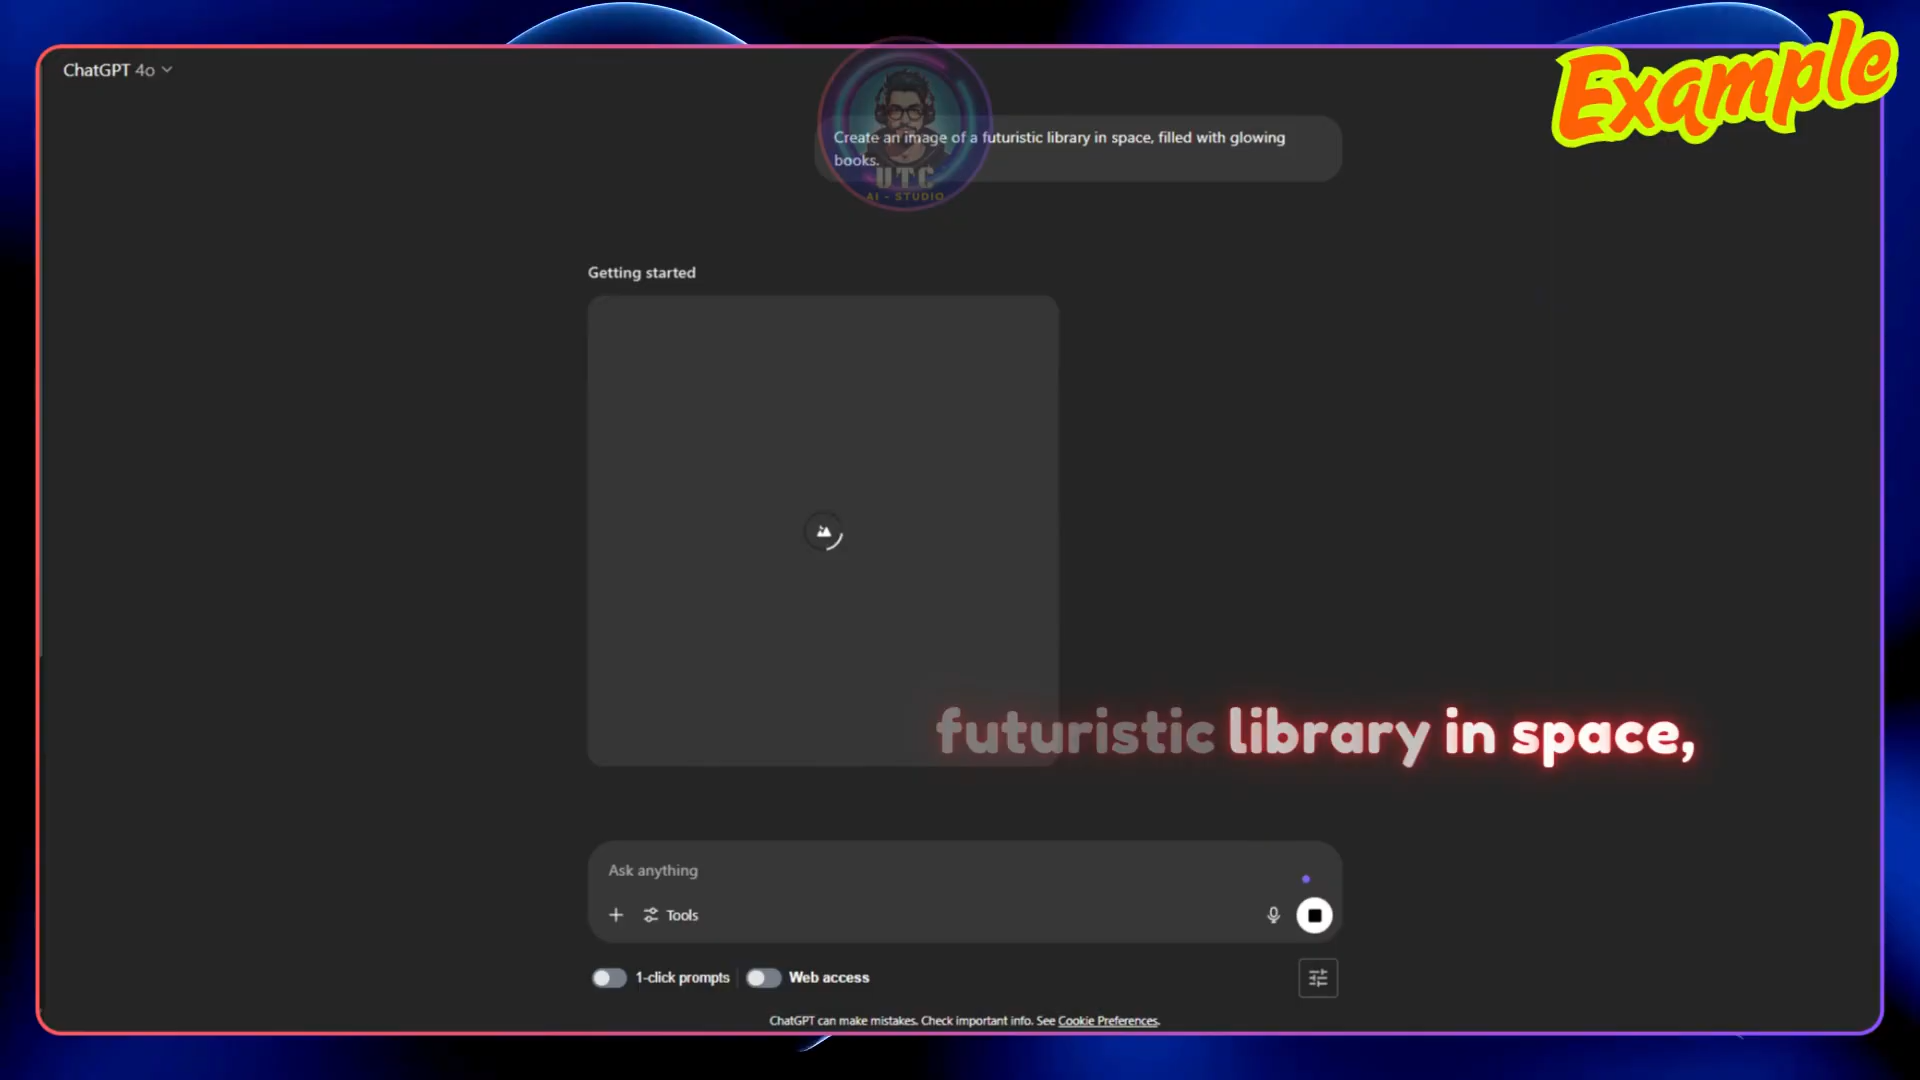 ChatGPT 4o
Example
Create an image of a futuristic library in space, filled with glowing
books.
UTC
AI - STUDIO
Getting started
futuristic library in space,
Ask anything
Tools
1-click prompts
Web access
ChatGPT can make mistakes. Check important info. See Cookie Preferences.